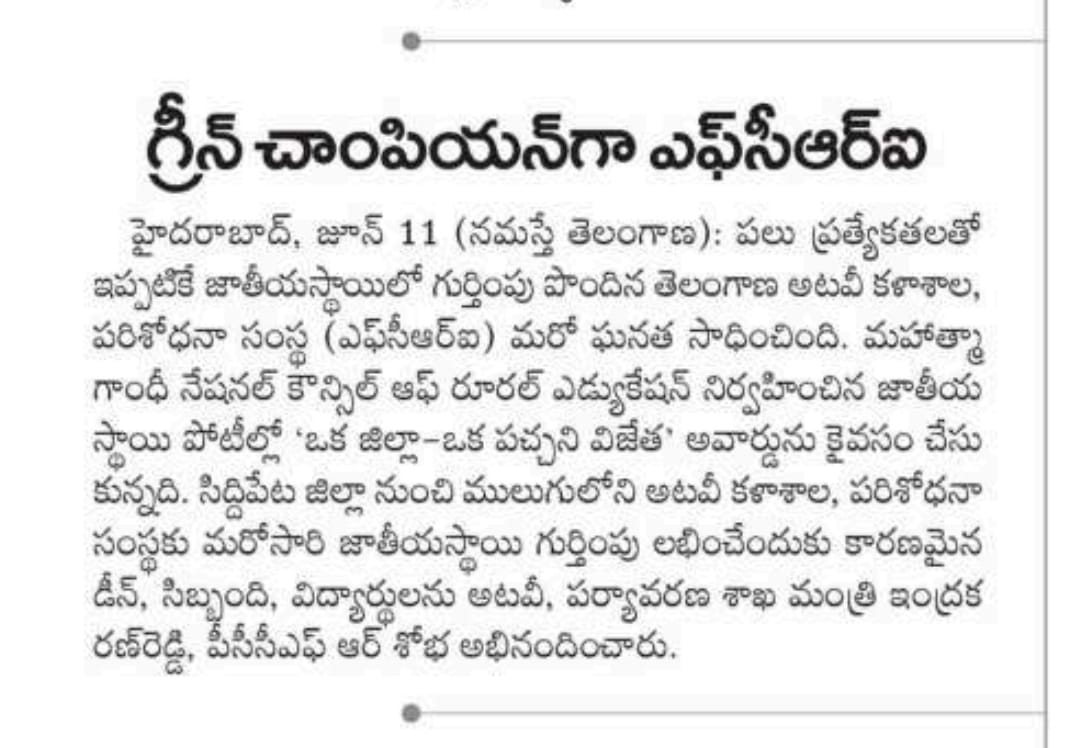 గ్రీన్ చాంపియన్‌గా ఎఫ్‌సీఆర్‌ఐ
హైదరాబాద్, జూన్ 11 (నమస్తే తెలంగాణ): పలు ప్రత్యేకతలతో
ఇప్పటికే జాతీయస్థాయిలో గుర్తింపు పొందిన తెలంగాణ అటవీ కళాశాల,
పరిశోధనా సంస్థ (ఎఫ్‌సీఆర్‌ఐ) మరో ఘనత సాధించింది. మహాత్మా
గాంధీ నేషనల్ కౌన్సిల్ ఆఫ్ రూరల్ ఎడ్యుకేషన్ నిర్వహించిన జాతీయ
స్థాయి పోటీల్లో ‘ఒక జిల్లా–ఒక పచ్చని విజేత’ అవార్డును కైవసం చేసు
కున్నది. సిద్దిపేట జిల్లా నుంచి ములుగులోని అటవీ కళాశాల, పరిశోధనా
సంస్థకు మరోసారి జాతీయస్థాయి గుర్తింపు లభించేందుకు కారణమైన
డీన్, సిబ్బంది, విద్యార్థులను అటవీ, పర్యావరణ శాఖ మంత్రి ఇంద్రక
రణ్‌రెడ్డి, పీసీసీఎఫ్ ఆర్ శోభ అభినందించారు.